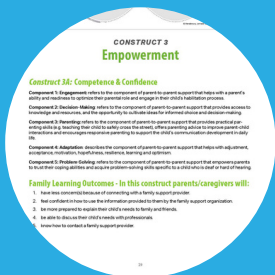 CONSTRUCT 3
Empowerment
Construct 3A: Competence & Confidence
Component 1: Engagement: refers to the component of parent-to-parent support that helps with a parent's
ability and readiness to optimize their parental role and engage in their child's habilitation process.
Component 2: Decision-Making: refers to the component of parent-to-parent support that provides access to
knowledge and resources, and the opportunity to cultivate ideas for informed choice and decision-making.
Component 3: Parenting: refers to the component of parent-to-parent support that provides practical par-
enting skills (e.g. teaching their child to safely cross the street), offers parenting advice to improve parent-child
interactions and encourages responsive parenting to support the child's communication development in daily
life.
Component 4: Adaptation: describes the component of parent-to-parent support that helps with adjustment,
acceptance, motivation, hopefulness, resilience, learning and optimism.
Component 5: Problem-Solving: refers to the component of parent-to-parent support that empowers parents
to trust their coping abilities and acquire problem-solving skills specific to a child who is deaf or hard of hearing.
Family Learning Outcomes - In this construct parents/caregivers will:
1. have less concern(s) because of connecting with a family support provider.
2. feel confident in how to use the information provided to them by the family support organization.
3. be more prepared to explain their child's needs to family and friends.
4. be able to discuss their child's needs with professionals.
5. know how to contact a family support provider.